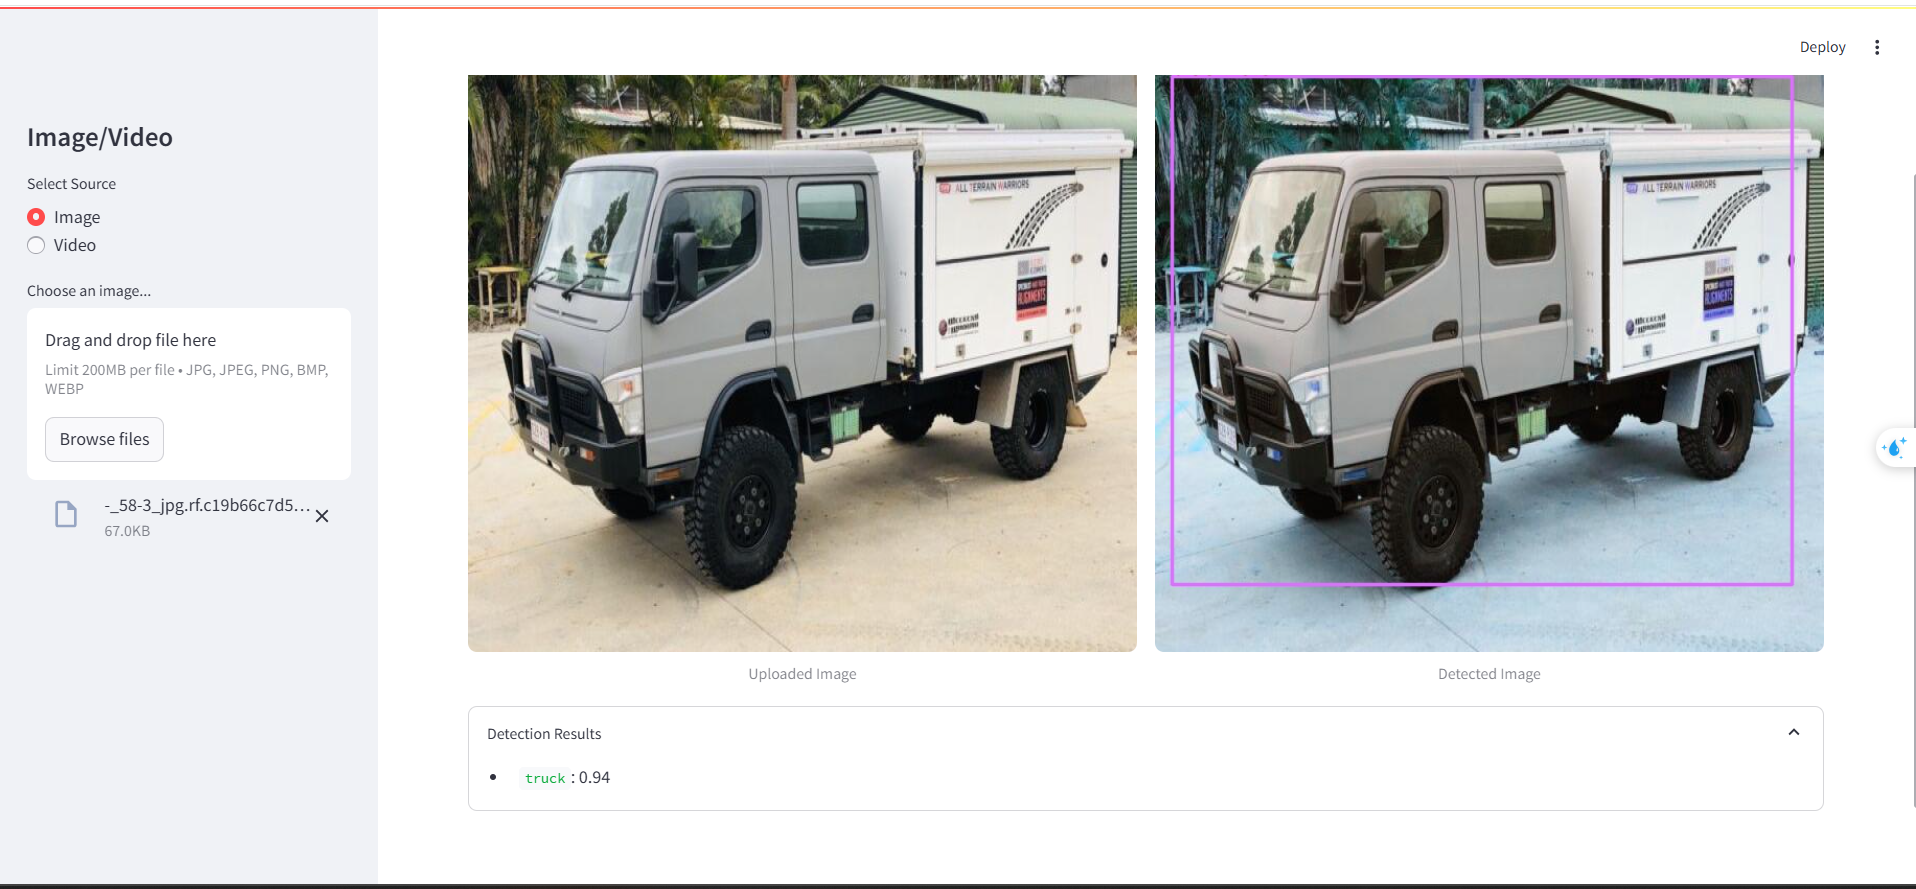 Deploy
Image/Video
Select Source
Image
Video
Choose an image...
Drag and drop file here
Limit 200MB per file • JPG, JPEG, PNG, BMP,
WEBP
Browse files
-_58-3_jpg.rf.c19b66c7d5...
67.0KB
ALL TERRAIN WARRIORS
ALIGNMENTS
ALL TERRAIN WARRIORS
ALIGNMENTS
Uploaded Image
Detected Image
Detection Results
truck: 0.94